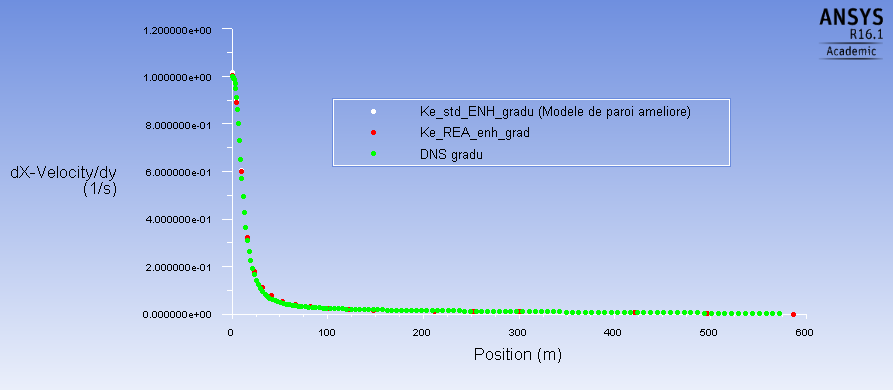 ANSYS
R16.1
Academic
1.200000e+00
1.000000e+00
8.000000e-01
6.000000e-01
4.000000e-01
2.000000e-01
0.000000e+00
dX-Velocity/dy
(1/s)
Ke_std_ENH_gradu (Modele de paroi ameliore)
Ke_REA_enh_grad
DNS gradu
0 100 200 300 400 500 600
Position (m)